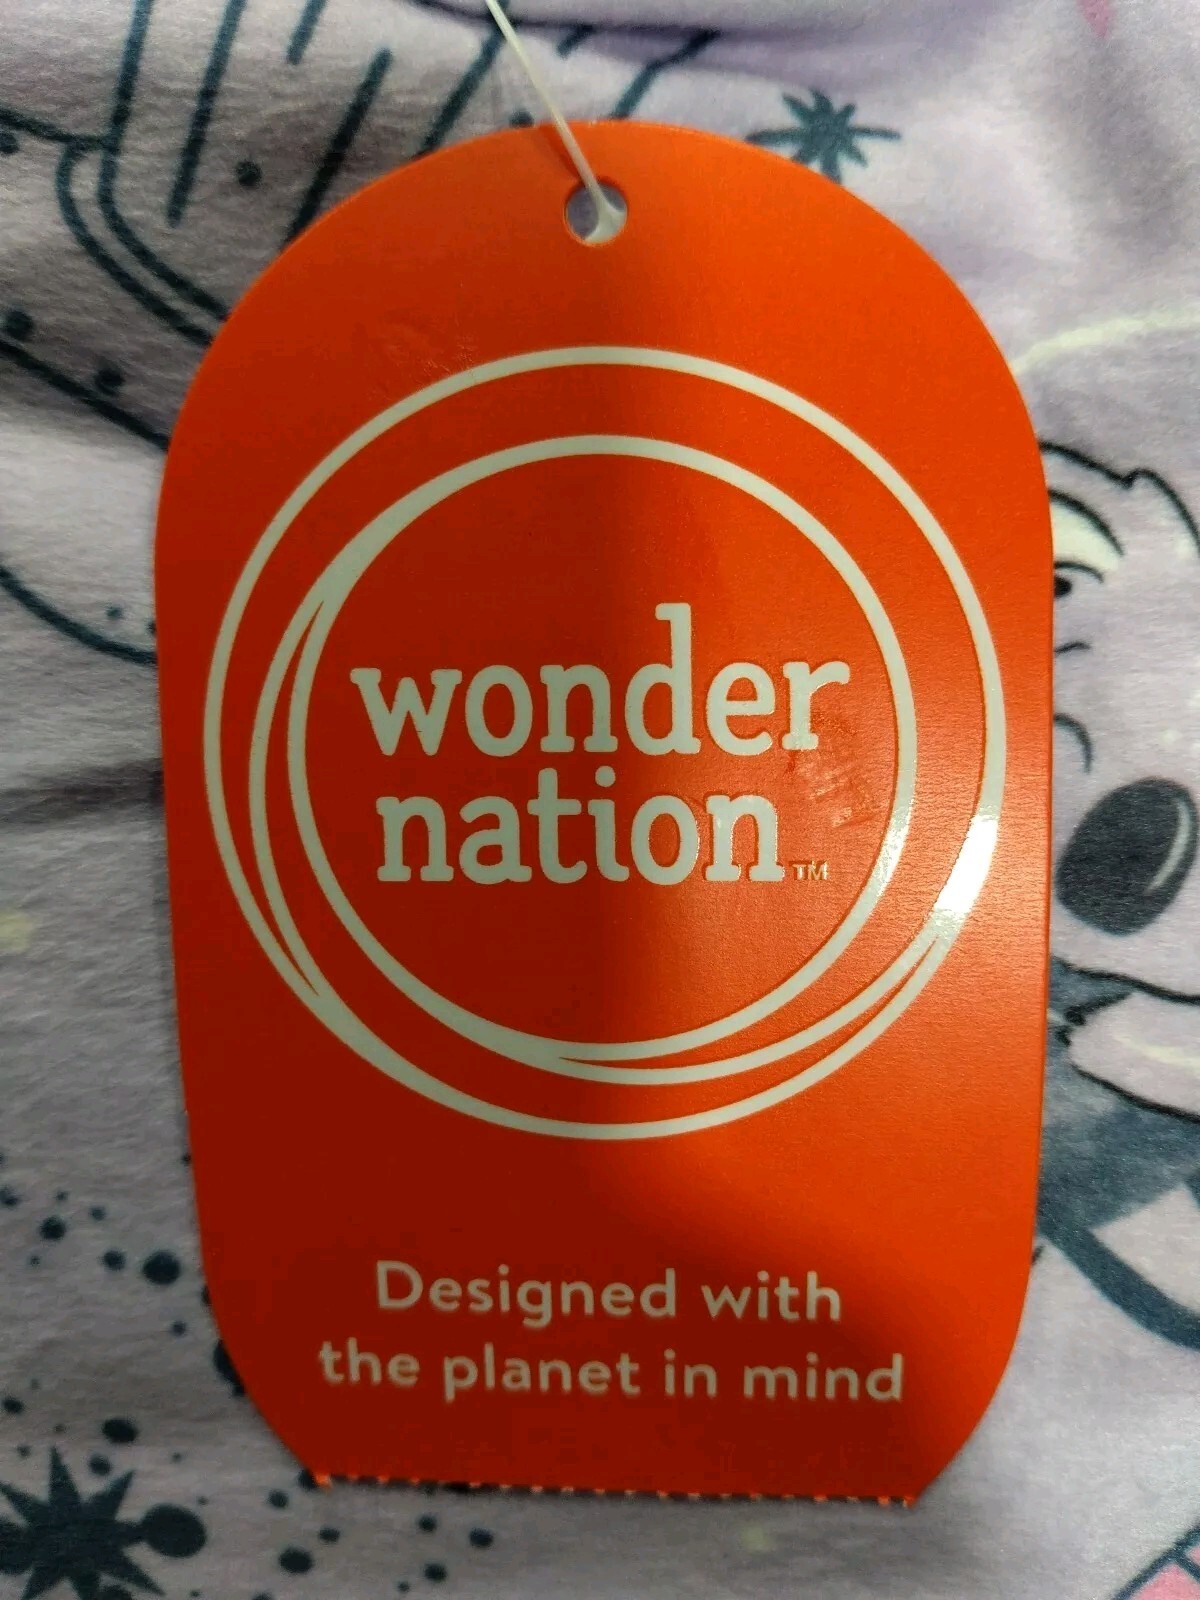 wonder
nation™
Designed with
the planet in mind